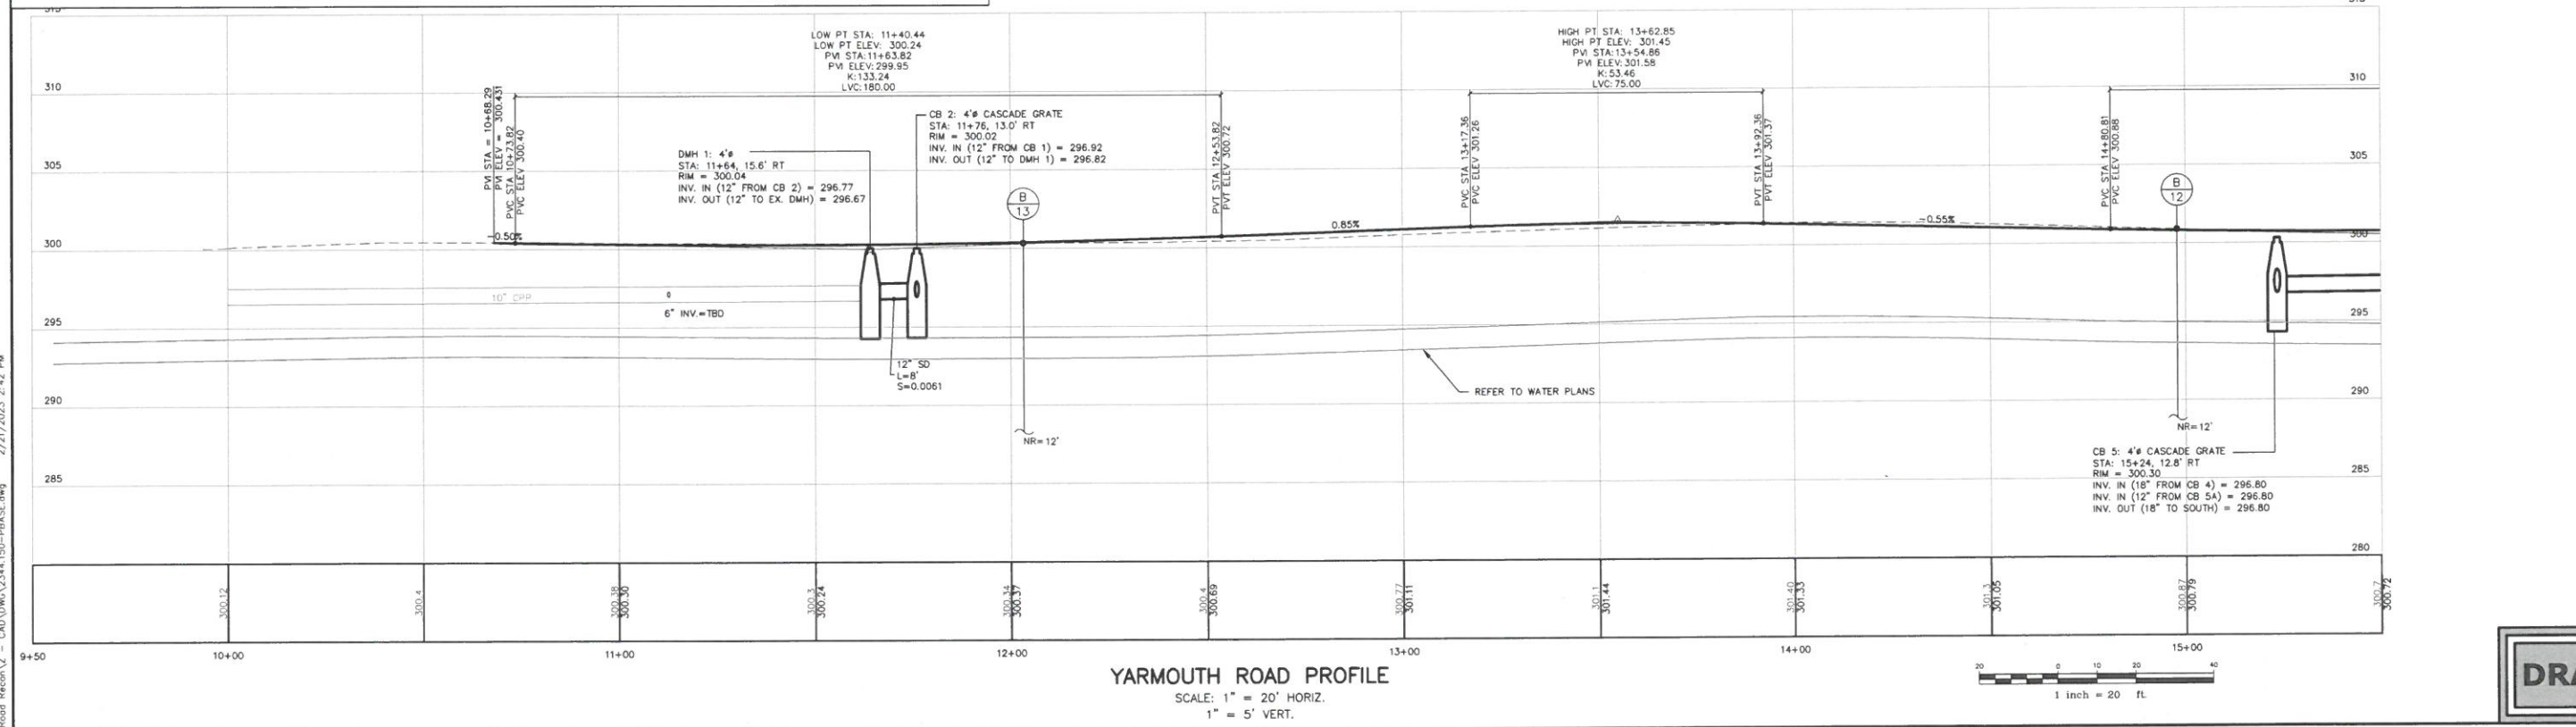 LOW PT STA: 11+40.44
LOW PT ELEV: 300.24
PVI STA:11+63.82
PVI ELEV:299.95
K:133.24
LVC:180.00
HIGH PT STA: 13+62.85
HIGH PT ELEV: 301.45
PVI STA:13+54.86
PVI ELEV:301.58
K:53.46
LVC:75.00
310
310
PVI STA = 10+68.29
PVI ELEV = 300.431
PVC STA 10+73.82
PVC ELEV 300.40
DMH 1: 4'ø
STA: 11+64, 15.6' RT
RIM = 300.04
INV. IN (12" FROM CB 2) = 296.77
INV. OUT (12" TO EX. DMH) = 296.67
CB 2: 4'ø CASCADE GRATE
STA: 11+76, 13.0' RT
RIM = 300.02
INV. IN (12" FROM CB 1) = 296.92
INV. OUT (12" TO DMH 1) = 296.82
B
13
PVT STA 12+53.82
PVT ELEV 300.72
PVC STA 13+17.36
PVC ELEV 301.26
PVT STA 13+92.36
PVT ELEV 301.37
PVC STA 14+80.81
PVC ELEV 300.88
B
12
305
305
-0.50%
0.85%
-0.55%
300
300
10" CPP
6" INV.=TBD
295
295
12" SD
L=8'
S=0.0061
REFER TO WATER PLANS
290
290
NR=12'
NR=12'
CB 5: 4'ø CASCADE GRATE
STA: 15+24, 12.8' RT
RIM = 300.30
INV. IN (18" FROM CB 4) = 296.80
INV. IN (12" FROM CB 5A) = 296.80
INV. OUT (18" TO SOUTH) = 296.80
285
285
280
300.12
300.4
300.38
300.30
300.3
300.24
300.34
300.37
300.4
300.69
300.77
301.11
301.1
301.44
301.40
301.33
301.3
301.05
300.87
300.79
300.7
300.72
9+50
10+00
11+00
12+00
13+00
14+00
15+00
YARMOUTH ROAD PROFILE
SCALE: 1" = 20' HORIZ.
1" = 5' VERT.
20
0
10
20
40
1 inch = 20 ft.
DRA
2/21/2023 2:42 PM